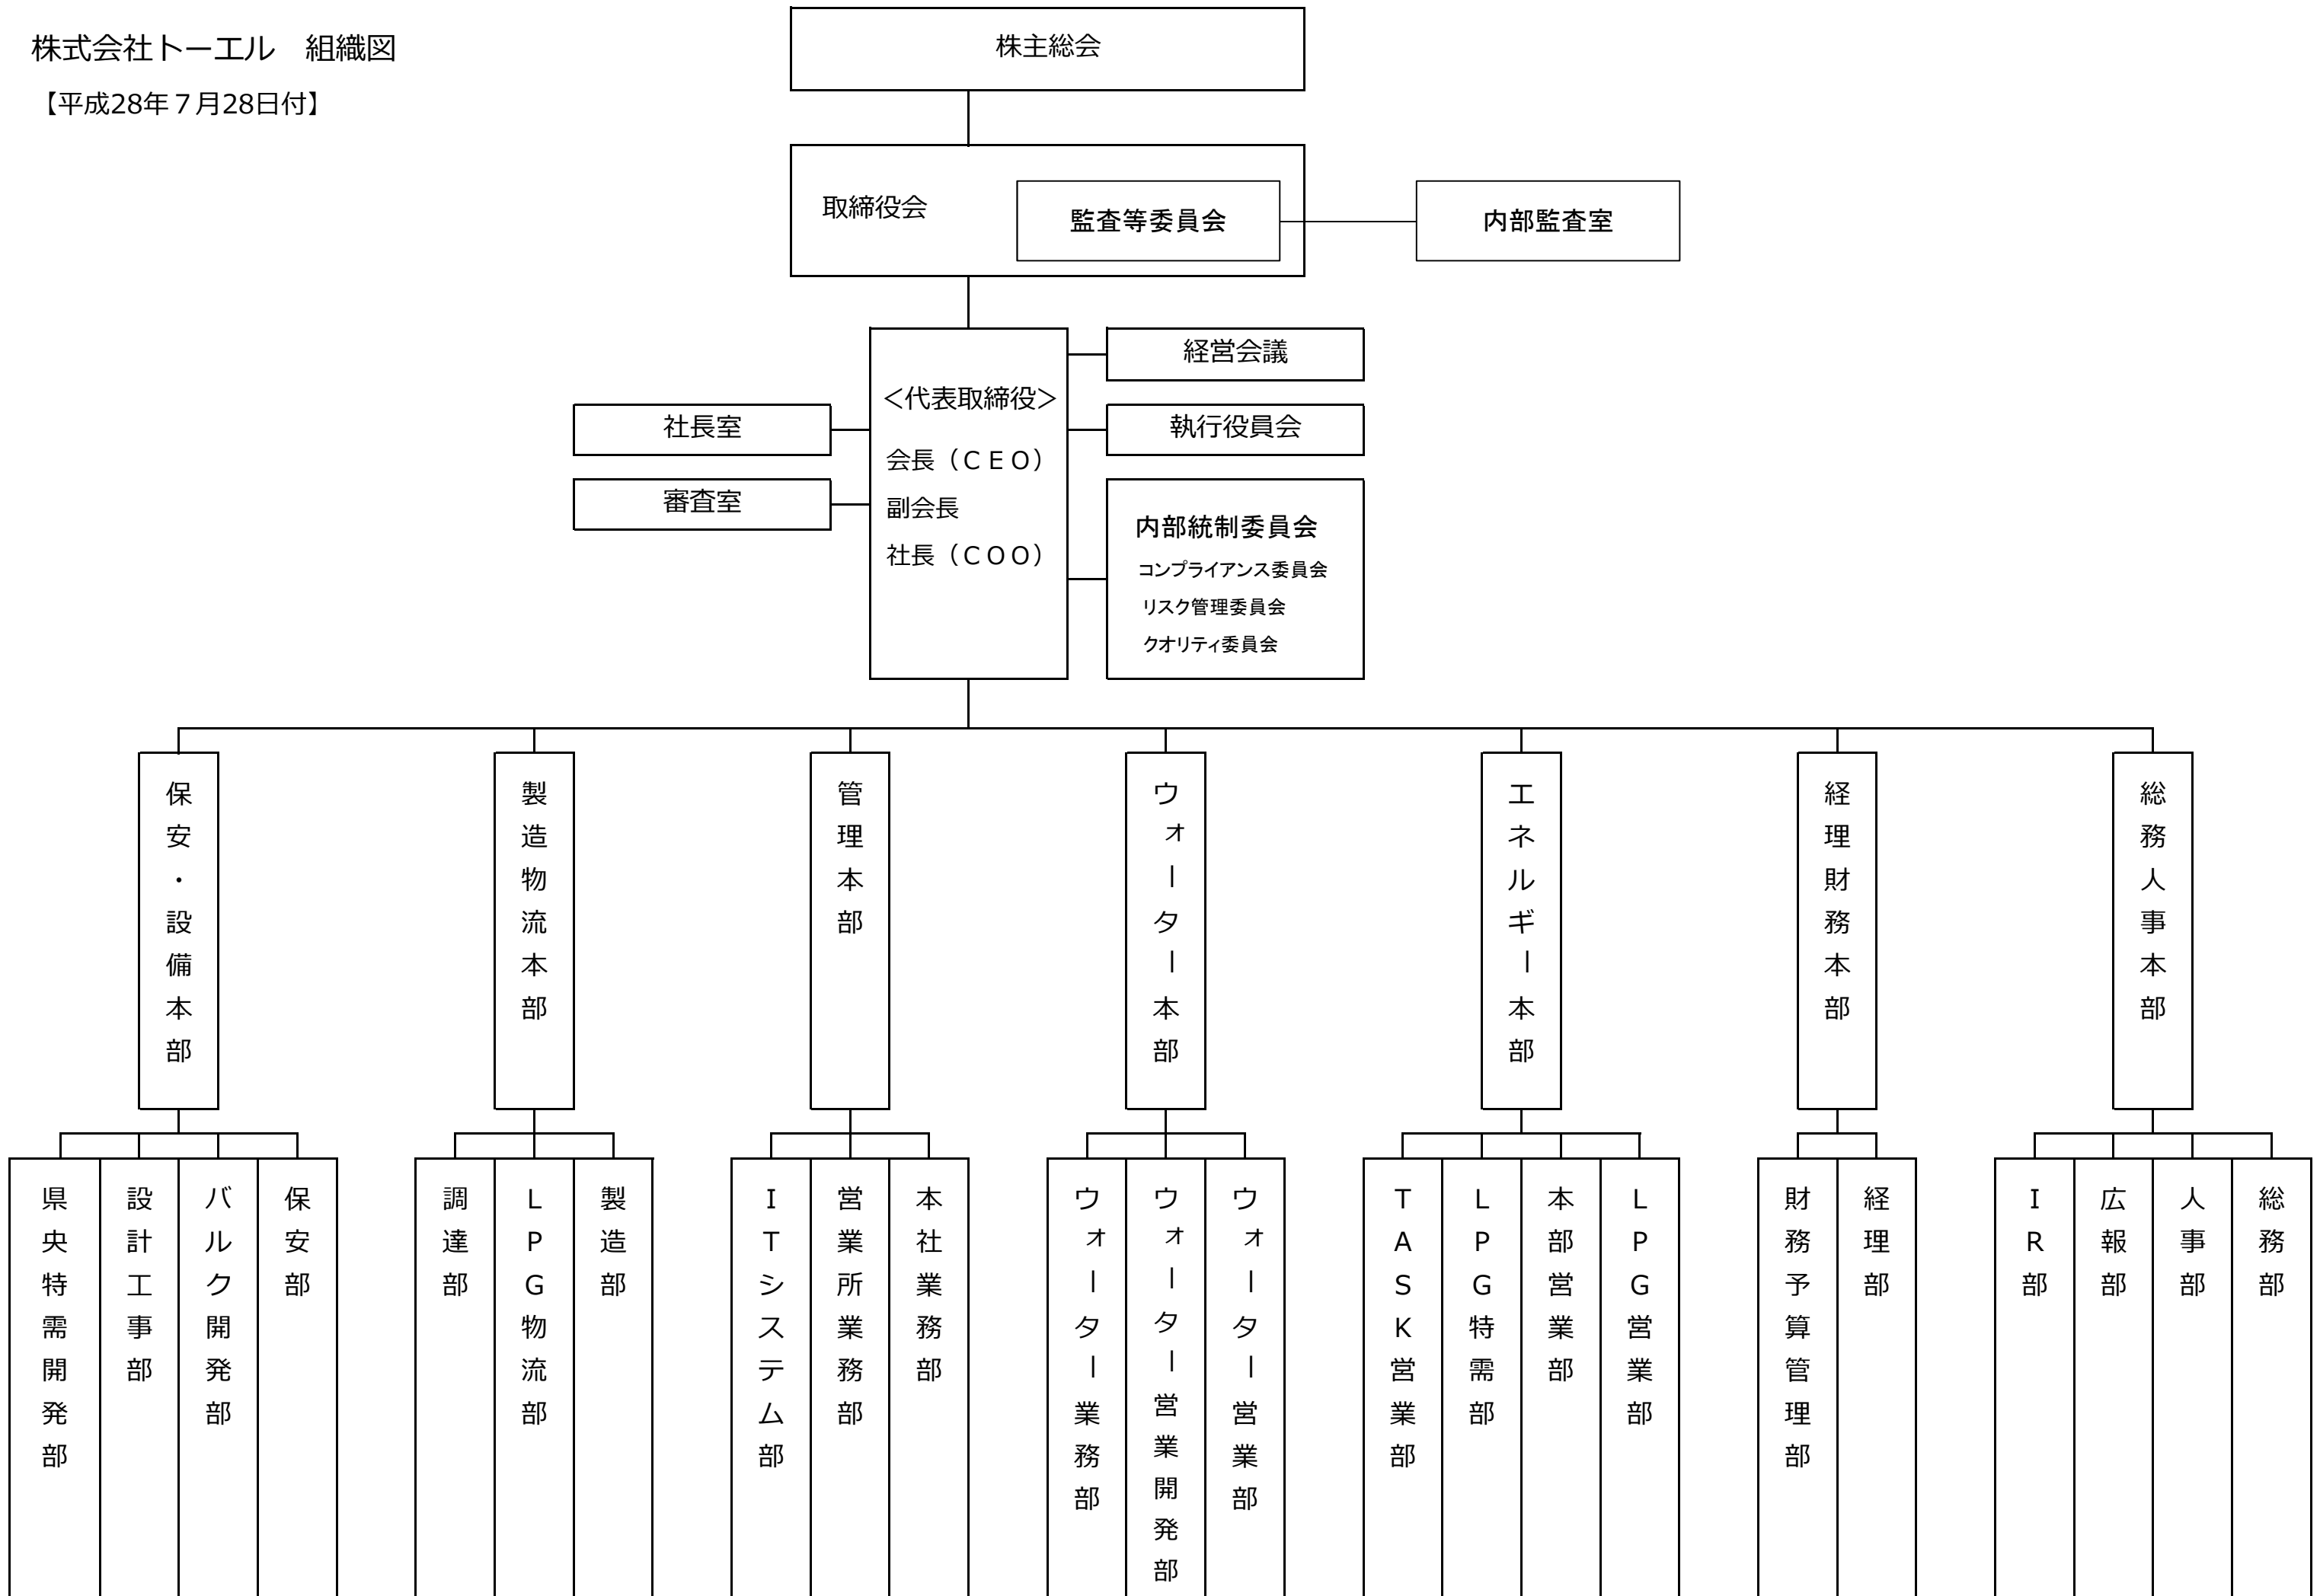 株式会社トーエル　組織図
【平成28年７月28日付】
株主総会
取締役会
監査等委員会
内部監査室
＜代表取締役＞
会長（ＣＥＯ）
副会長
社長（ＣＯＯ）
経営会議
執行役員会
社長室
審査室
内部統制委員会
コンプライアンス委員会
リスク管理委員会
クオリティ委員会
保安・設備本部
製造物流本部
管理本部
ウォーター本部
エネルギー本部
経理財務本部
総務人事本部
県央特需開発部
設計工事部
バルク開発部
保安部
調達部
ＬＰＧ物流部
製造部
ＩＴシステム部
営業所業務部
本社業務部
ウォーター業務部
ウォーター営業開発部
ウォーター営業部
ＴＡＳＫ営業部
ＬＰＧ特需部
本部営業部
ＬＰＧ営業部
財務予算管理部
経理部
ＩＲ部
広報部
人事部
総務部